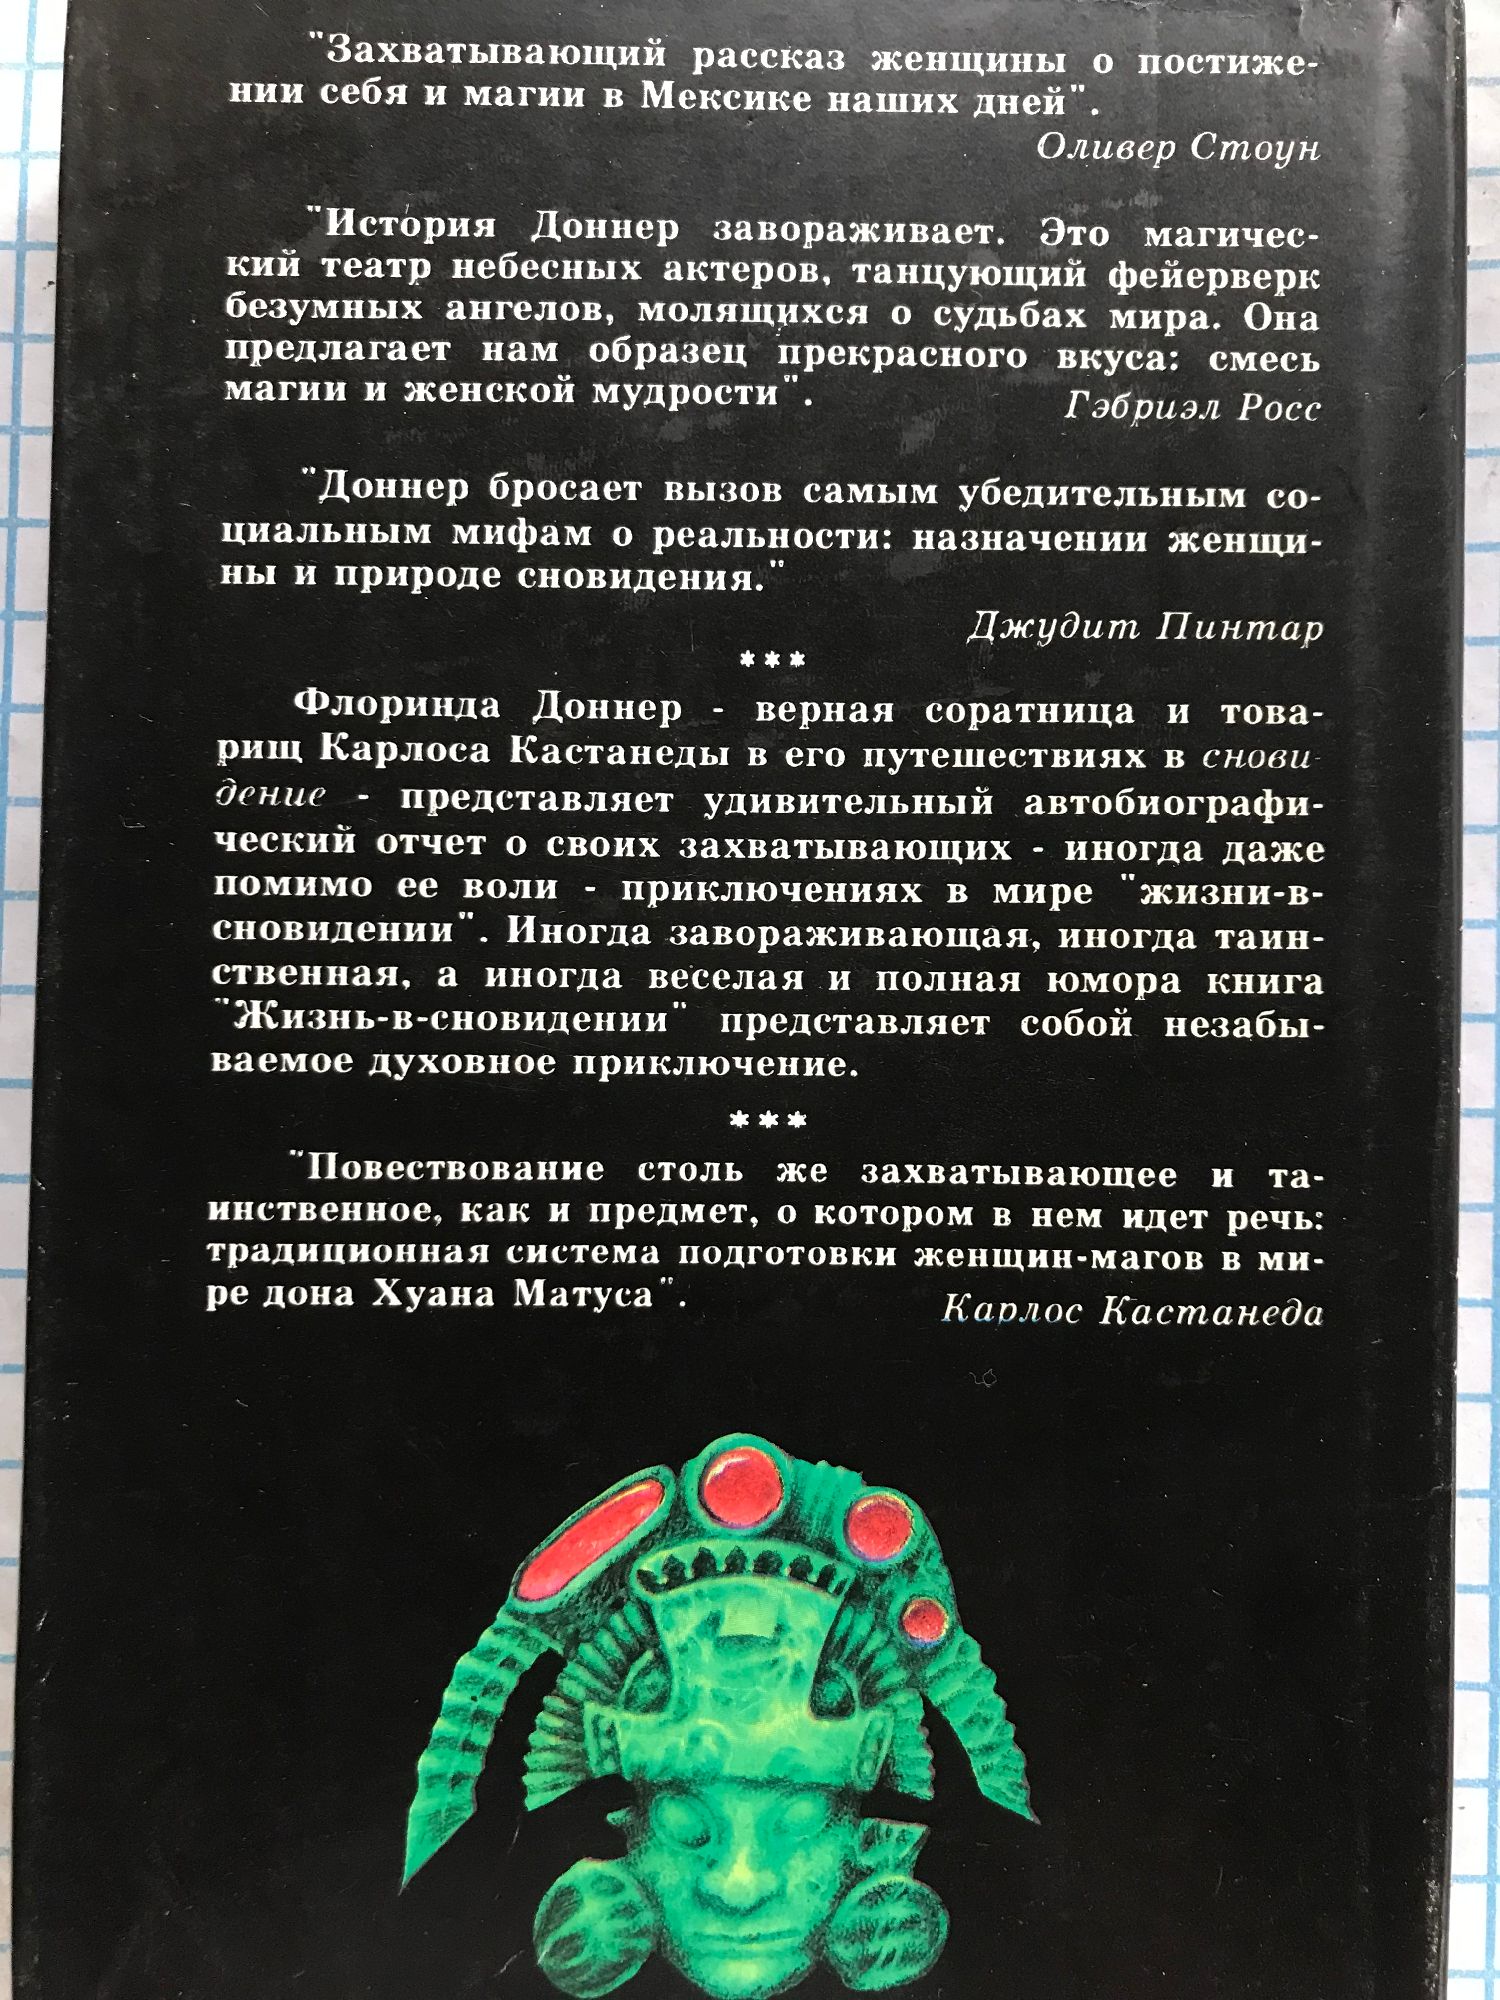 "Захватывающий рассказ женщины о постиже-
нии себя и магии в Мексике наших дней".
Оливер Стоун
"История Доннер завораживает. Это магичес-
кий театр небесных актеров, танцующий фейерверк
безумных ангелов, молящихся о судьбах мира. Она
предлагает нам образец прекрасного вкуса: смесь
магии и женской мудрости".
Гэбриэл Росс
"Доннер бросает вызов самым убедительным со-
циальным мифам о реальности: назначении женщи-
ны и природе сновидения."
Джудит Пинтар
***
Флоринда Доннер - верная соратница и това-
рищ Карлоса Кастанеды в его путешествиях в снови-
дение - представляет удивительный автобиографи-
ческий отчет о своих захватывающих - иногда даже
помимо ее воли - приключениях в мире "жизни-в-
сновидении". Иногда завораживающая, иногда таин-
ственная, а иногда веселая и полная юмора книга
"Жизнь-в-сновидении" представляет собой незабы-
ваемое духовное приключение.
***
"Повествование столь же захватывающее и та-
инственное, как и предмет, о котором в нем идет речь:
традиционная система подготовки женщин-магов в ми-
ре дона Хуана Матуса".
Карлос Кастанеда